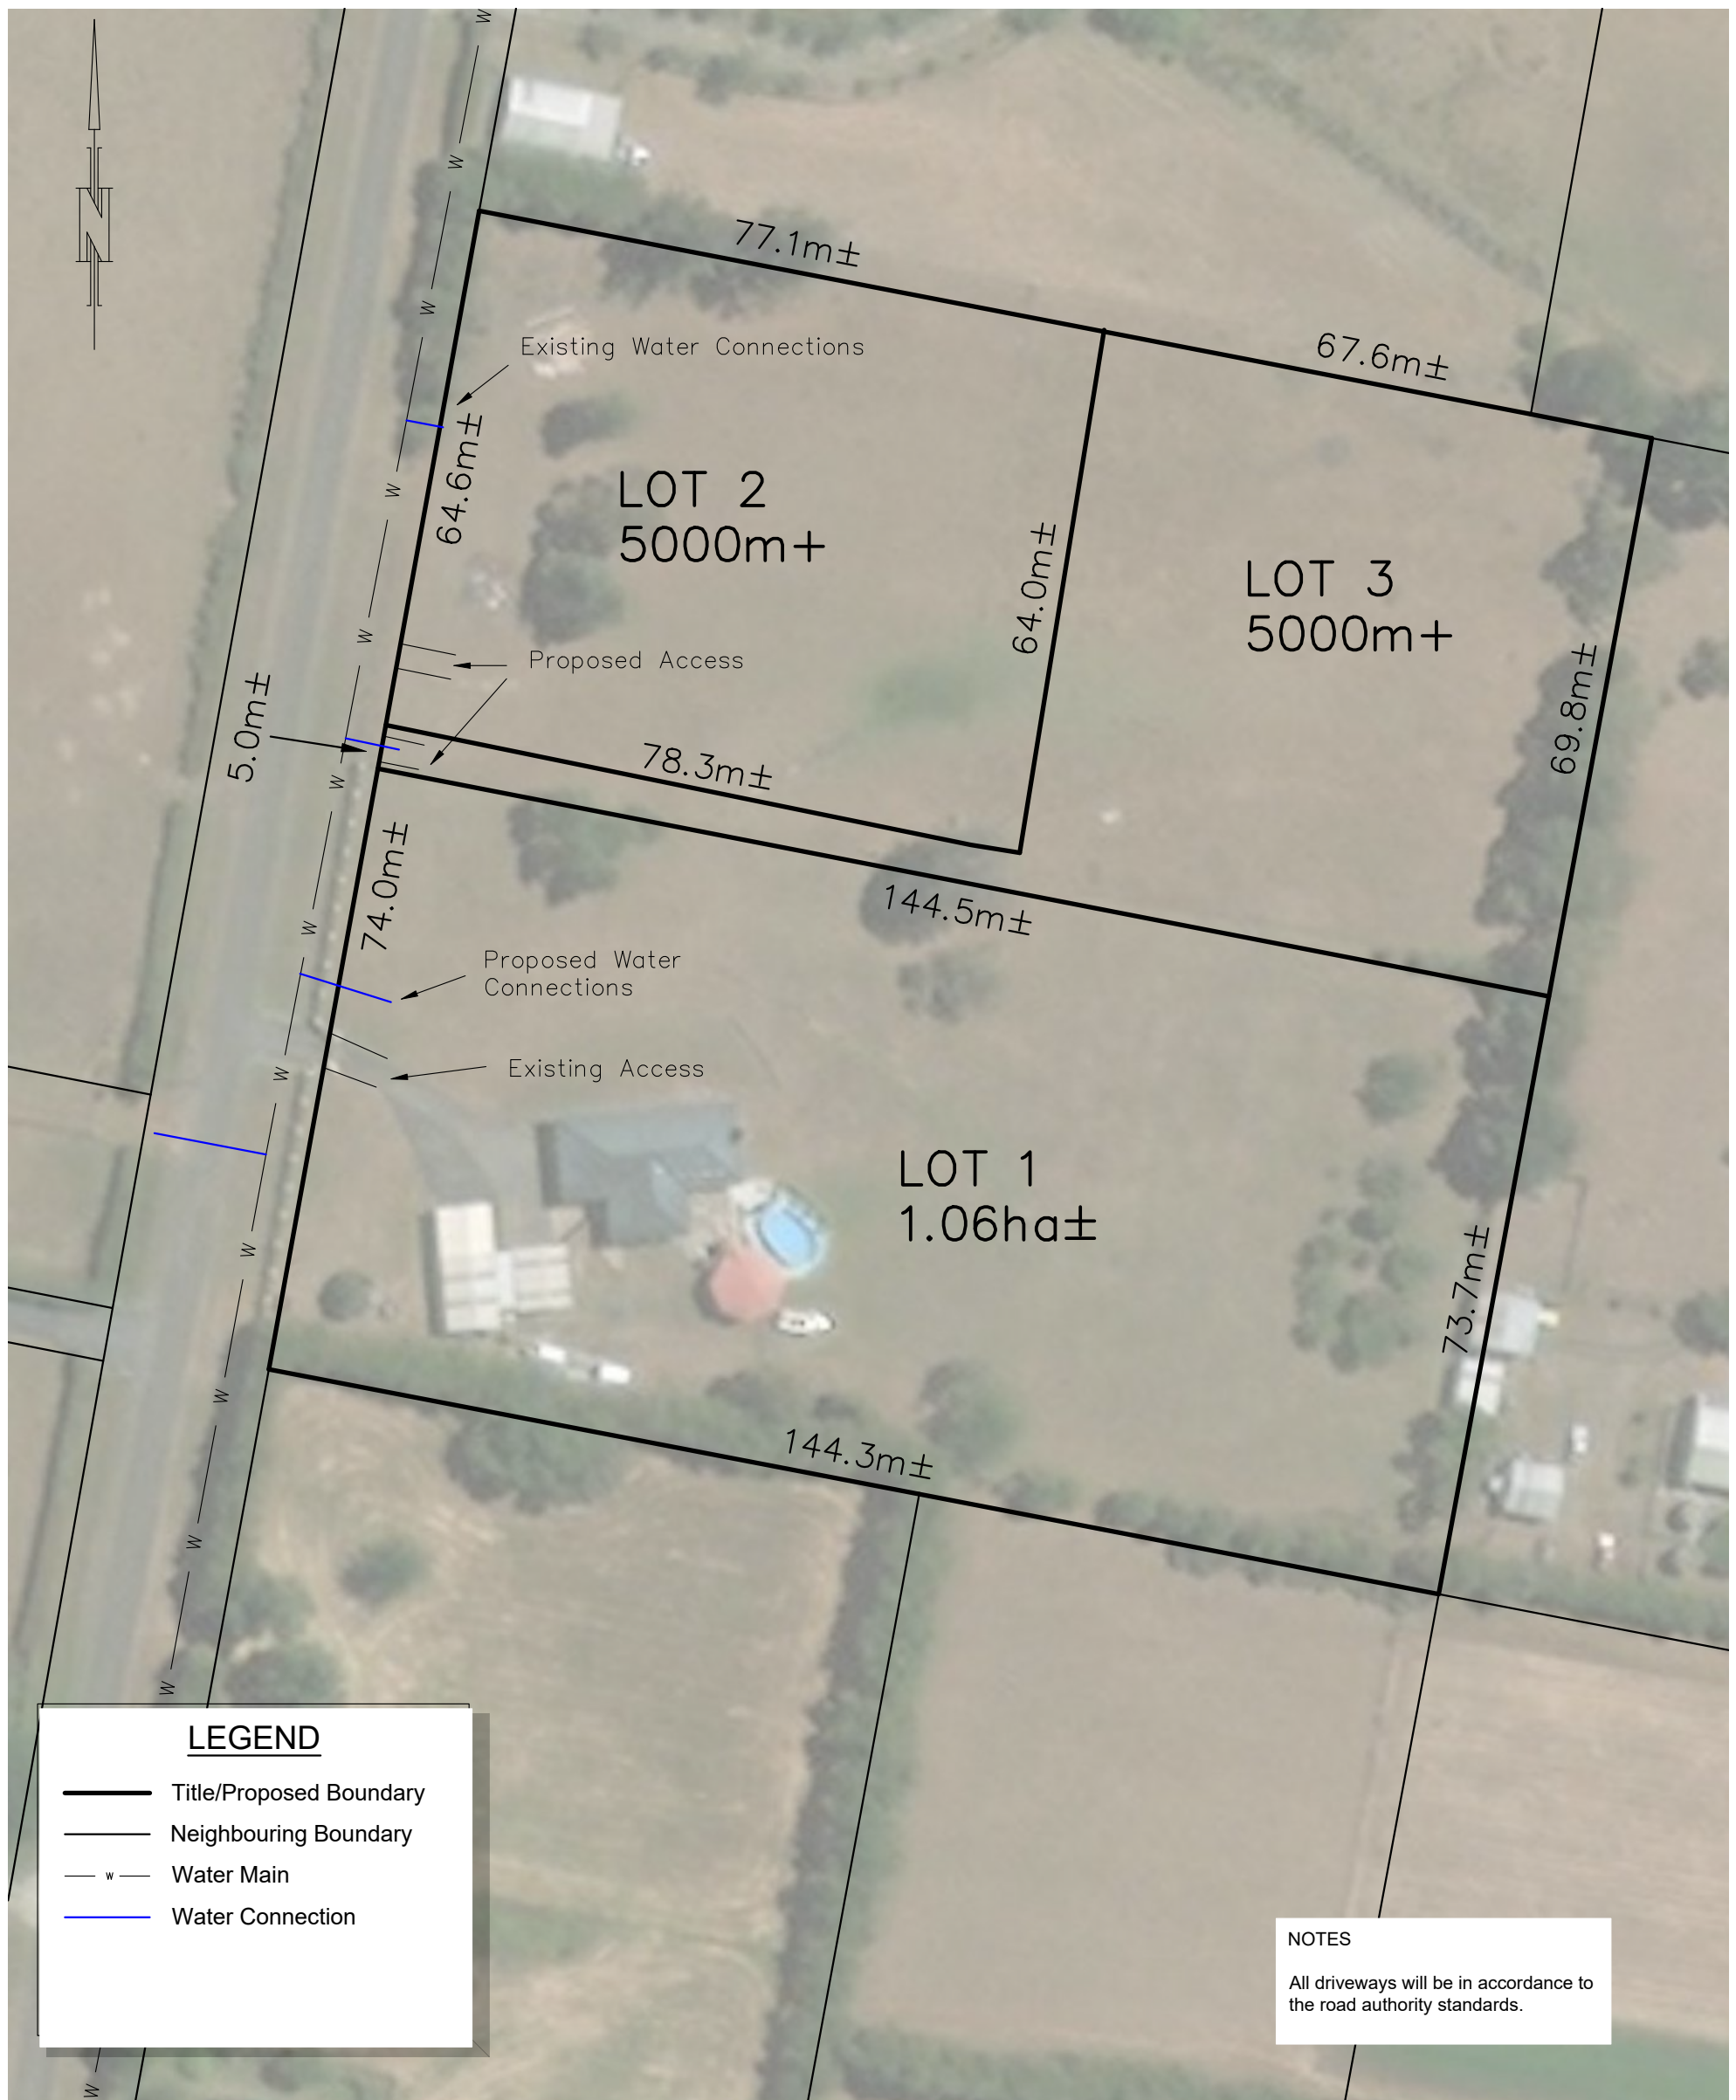 N
W
W
W
W
W
W
W
W
W
W
W
W
W
W
77.1m±
67.6m±
Existing Water Connections
64.6m±
LOT 2
5000m+
64.0m±
LOT 3
5000m+
69.8m±
Proposed Access
5.0m±
78.3m±
74.0m±
144.5m±
Proposed Water
Connections
Existing Access
LOT 1
1.06ha±
73.7m±
144.3m±
LEGEND
Title/Proposed Boundary
Neighbouring Boundary
W
Water Main
Water Connection
NOTES
All driveways will be in accordance to
the road authority standards.